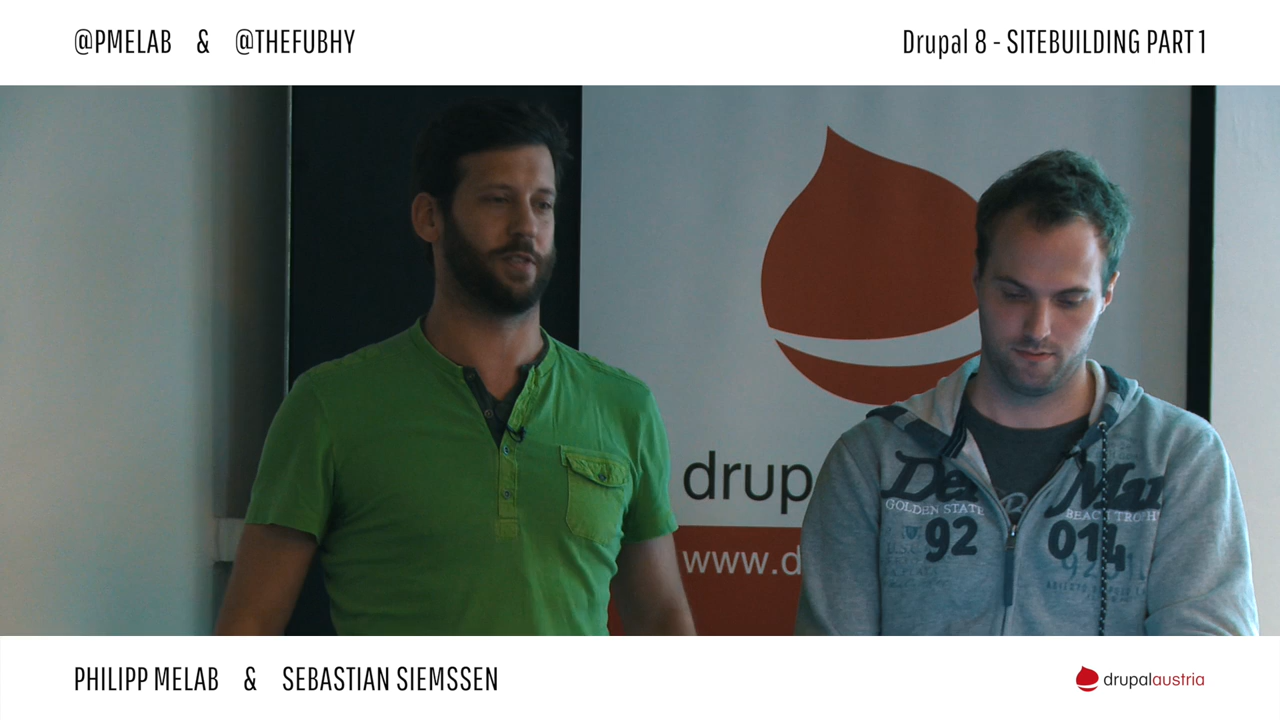 @PMELAB & @THEFUBHY
Drupal 8 - SITEBUILDING PART 1
drup
www.d
GOLDEN STATE
BEACH TROPH
92
014
PHILIPP MELAB & SEBASTIAN SIEMSSEN
drupalaustria